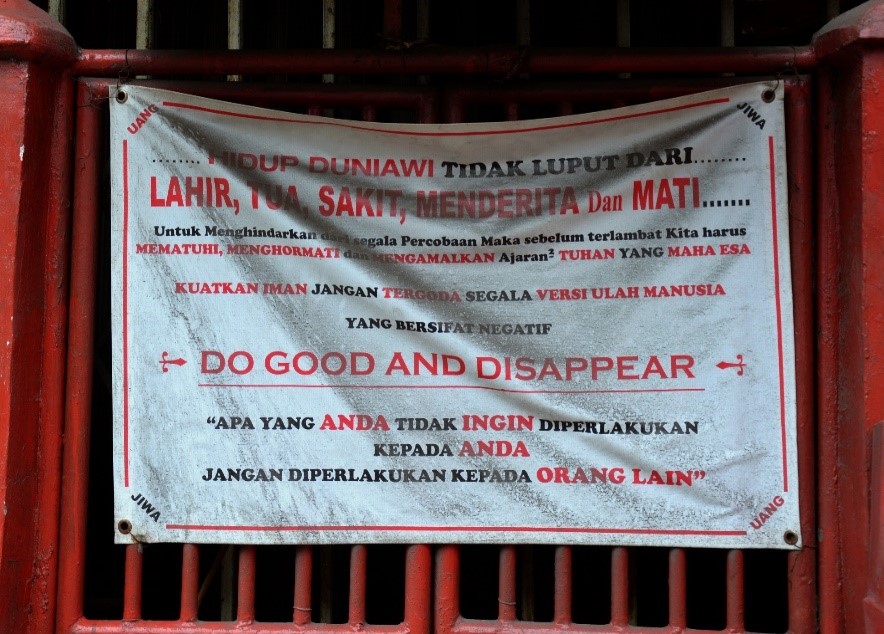 UANG JIWA
........ HIDUP DUNIAWI TIDAK LUPUT DARI........
LAHIR, TUA, SAKIT, MENDERITA Dan MATI.......
Untuk Menghindarkan dari segala Percobaan Maka sebelum terlambat Kita harus
MEMATUHI, MENGHORMATI dan MENGAMALKAN Ajaran² TUHAN YANG MAHA ESA
KUATKAN IMAN JANGAN TERGODA SEGALA VERSI ULAH MANUSIA
YANG BERSIFAT NEGATIF
DO GOOD AND DISAPPEAR
“APA YANG ANDA TIDAK INGIN DIPERLAKUKAN
KEPADA ANDA
JANGAN DIPERLAKUKAN KEPADA ORANG LAIN”
JIWA UANG